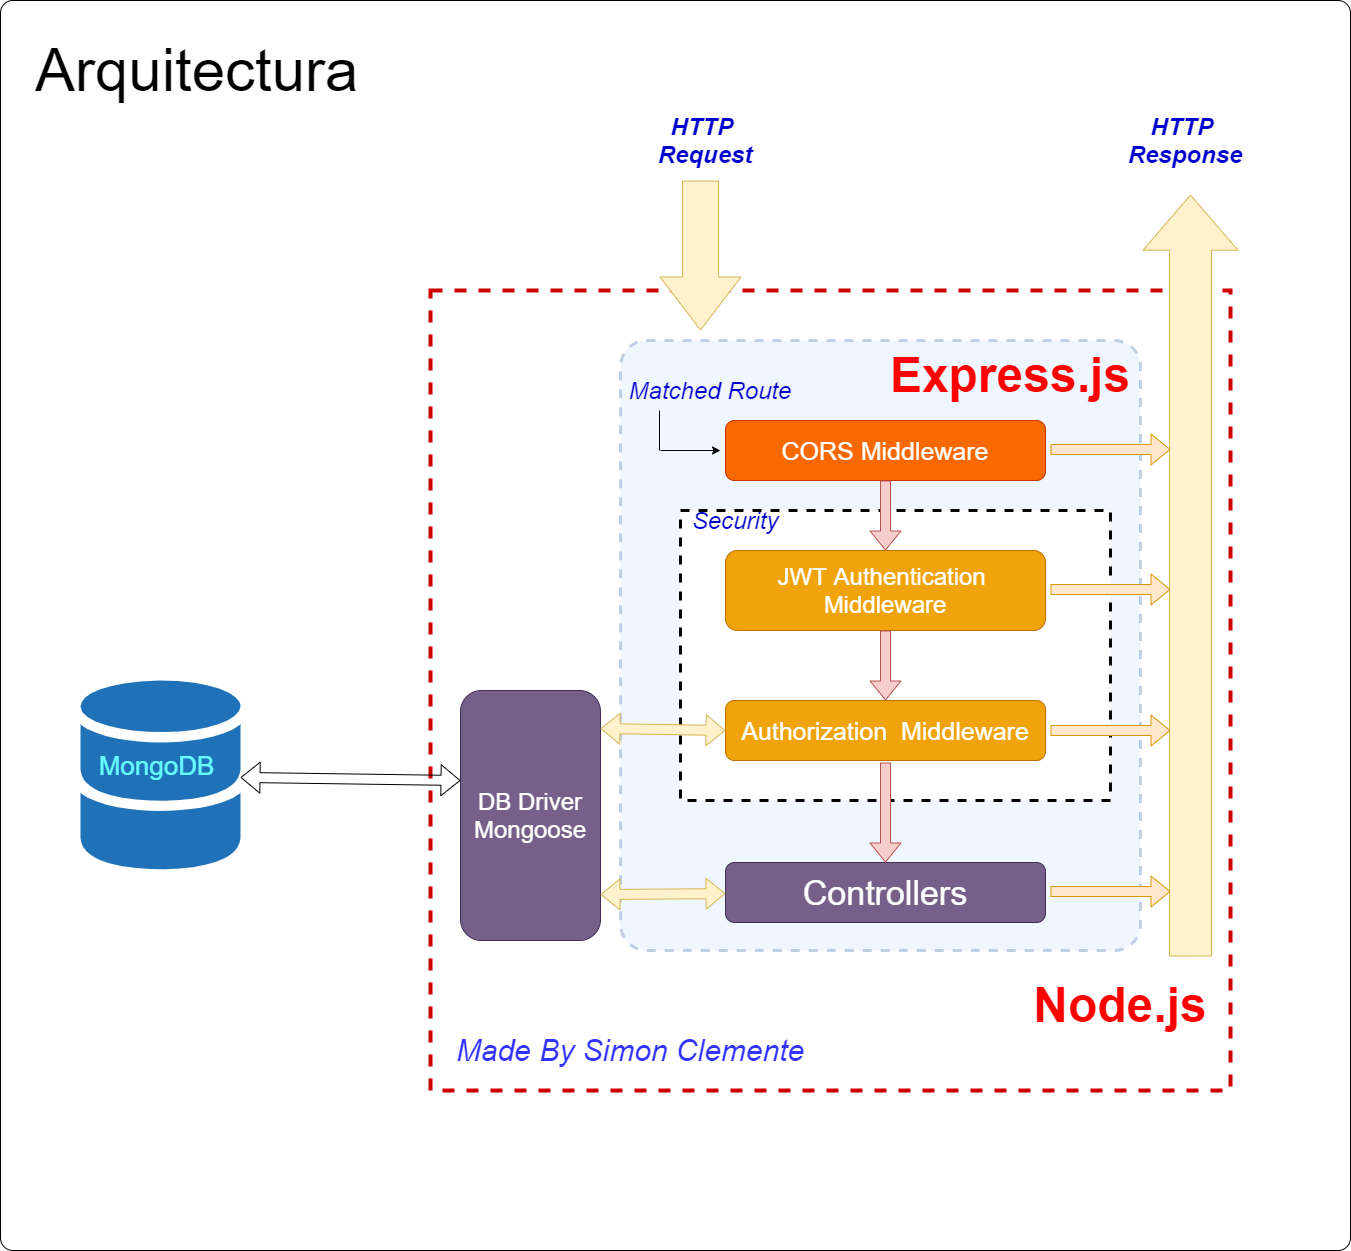 Arquitectura
HTTP
Request
HTTP
Response
Express.js
Matched Route
CORS Middleware
Security
JWT Authentication
Middleware
Authorization  Middleware
MongoDB
DB Driver
Mongoose
Controllers
Node.js
Made By Simon Clemente